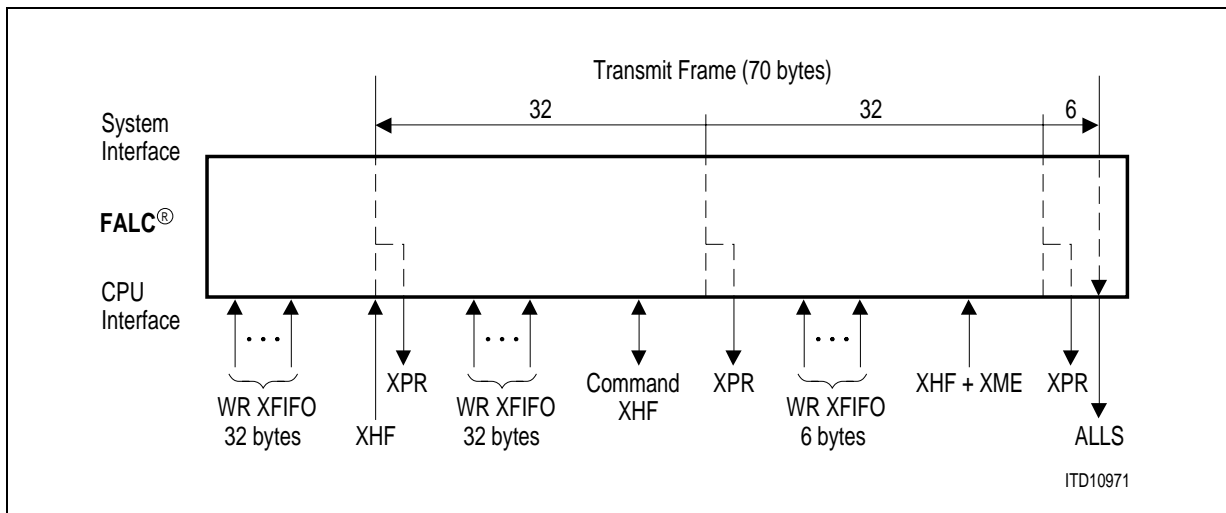 Transmit Frame (70 bytes)
32
32
6
System
Interface
FALC®
CPU
Interface
• • •
XPR
• • •
Command
XHF
XPR
• • •
XHF + XME
XPR
WR XFIFO
32 bytes
XHF
WR XFIFO
32 bytes
WR XFIFO
6 bytes
ALLS
ITD10971